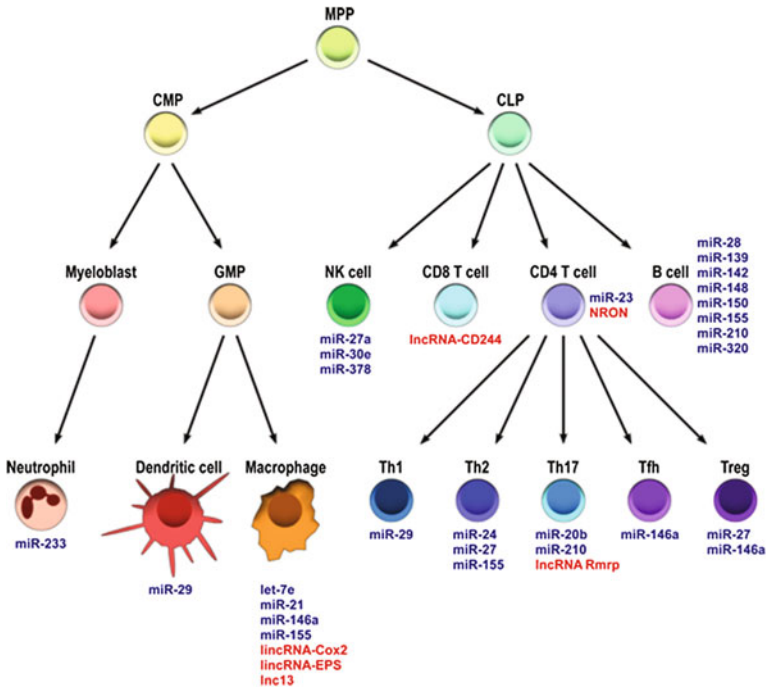 MPP
CMP
CLP
Myeloblast
GMP
NK cell
miR-27a
miR-30e
miR-378
CD8 T cell
lncRNA-CD244
CD4 T cell
miR-23
NRON
B cell
miR-28
miR-139
miR-142
miR-148
miR-150
miR-155
miR-210
miR-320
Neutrophil
miR-233
Dendritic cell
miR-29
Macrophage
let-7e
miR-21
miR-146a
miR-155
lincRNA-Cox2
lincRNA-EPS
lnc13
Th1
miR-29
Th2
miR-24
miR-27
miR-155
Th17
miR-20b
miR-210
lncRNA Rmrp
Tfh
miR-146a
Treg
miR-27
miR-146a